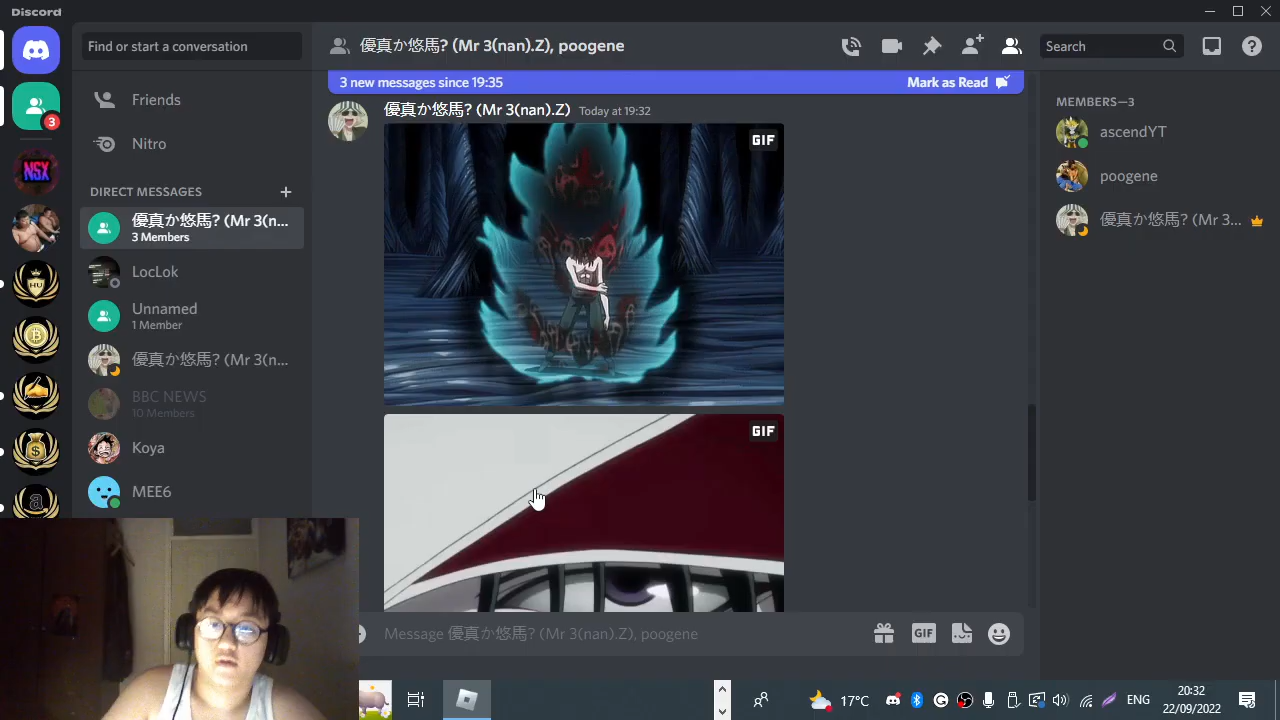 Discord
Find or start a conversation
優真か悠馬? (Mr 3(nan).Z), poogene
Search
3 new messages since 19:35
Mark as Read
Friends
Nitro
DIRECT MESSAGES
優真か悠馬? (Mr 3(n...
3 Members
LocLok
Unnamed
1 Member
優真か悠馬? (Mr 3(n...
BBC NEWS
10 Members
Koya
MEE6
3
NSX
HU
優真か悠馬? (Mr 3(nan).Z) Today at 19:32
GIF
GIF
MEMBERS—3
ascendYT
poogene
優真か悠馬? (Mr 3...
Message 優真か悠馬? (Mr 3(nan).Z), poogene
GIF
17°C
ENG
20:32
22/09/2022